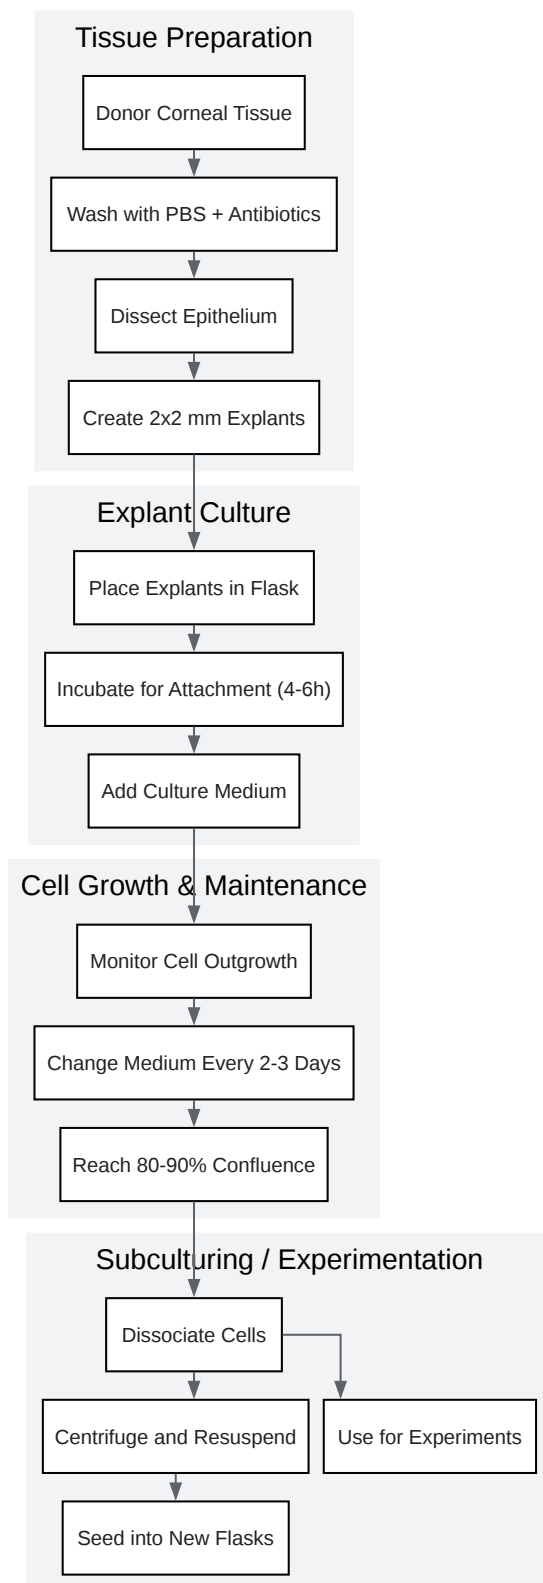 Tissue Preparation
Donor Corneal Tissue
Wash with PBS + Antibiotics
Dissect Epithelium
Create 2x2 mm Explants
Explant Culture
Place Explants in Flask
Incubate for Attachment (4-6h)
Add Culture Medium
Cell Growth & Maintenance
Monitor Cell Outgrowth
Change Medium Every 2-3 Days
Reach 80-90% Confluence
Subculturing / Experimentation
Dissociate Cells
Centrifuge and Resuspend
Use for Experiments
Seed into New Flasks